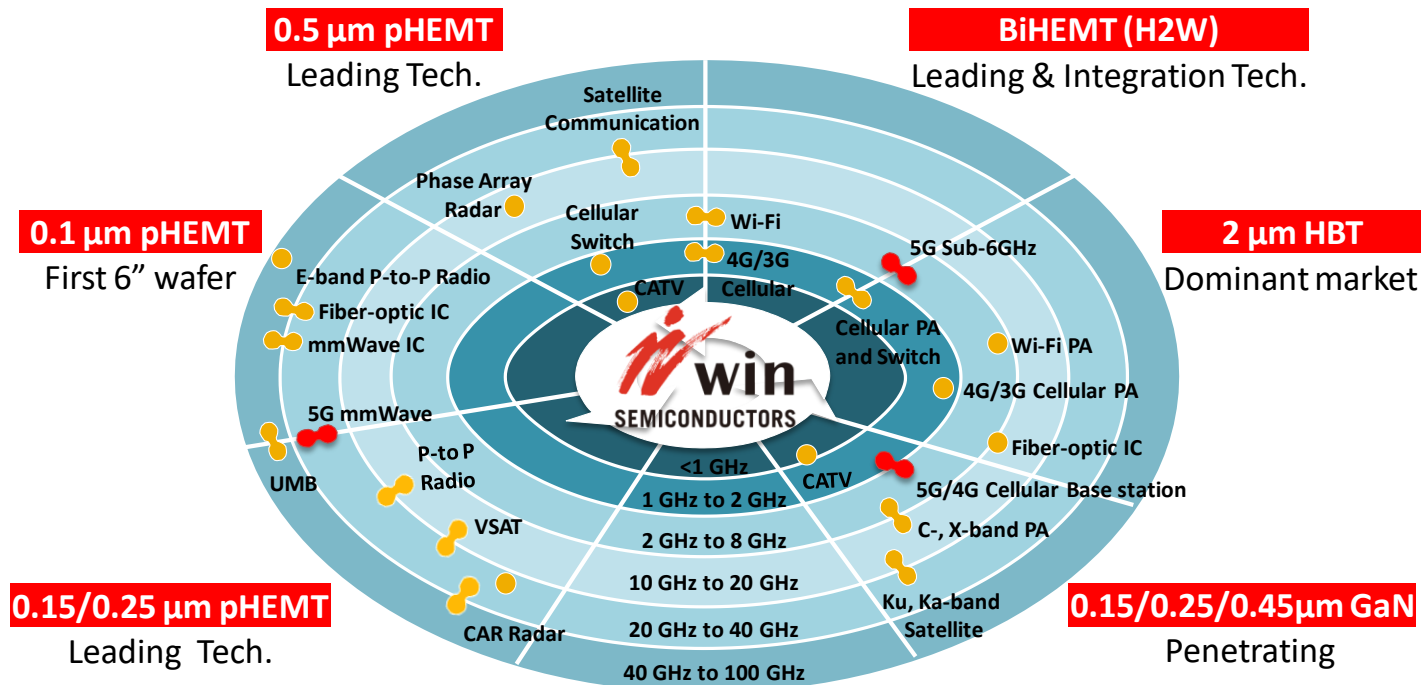 0.5 µm pHEMT
Leading Tech.
BiHEMT (H2W)
Leading & Integration Tech.
Satellite
Communication
Phase Array
Radar
Cellular
Switch
Wi-Fi
5G Sub-6GHz
0.1 µm pHEMT
First 6” wafer
2 µm HBT
Dominant market
E-band P-to-P Radio
4G/3G
Cellular
CATV
Fiber-optic IC
mmWave IC
Cellular PA
and Switch
Wi-Fi PA
win
SEMICONDUCTORS
4G/3G Cellular PA
5G mmWave
P-to P
Radio
Fiber-optic IC
UMB
<1 GHz
CATV
5G/4G Cellular Base station
1 GHz to 2 GHz
VSAT
C-, X-band PA
2 GHz to 8 GHz
10 GHz to 20 GHz
0.15/0.25 µm pHEMT
Leading Tech.
Ku, Ka-band
Satellite
0.15/0.25/0.45µm GaN
Penetrating
CAR Radar
20 GHz to 40 GHz
40 GHz to 100 GHz